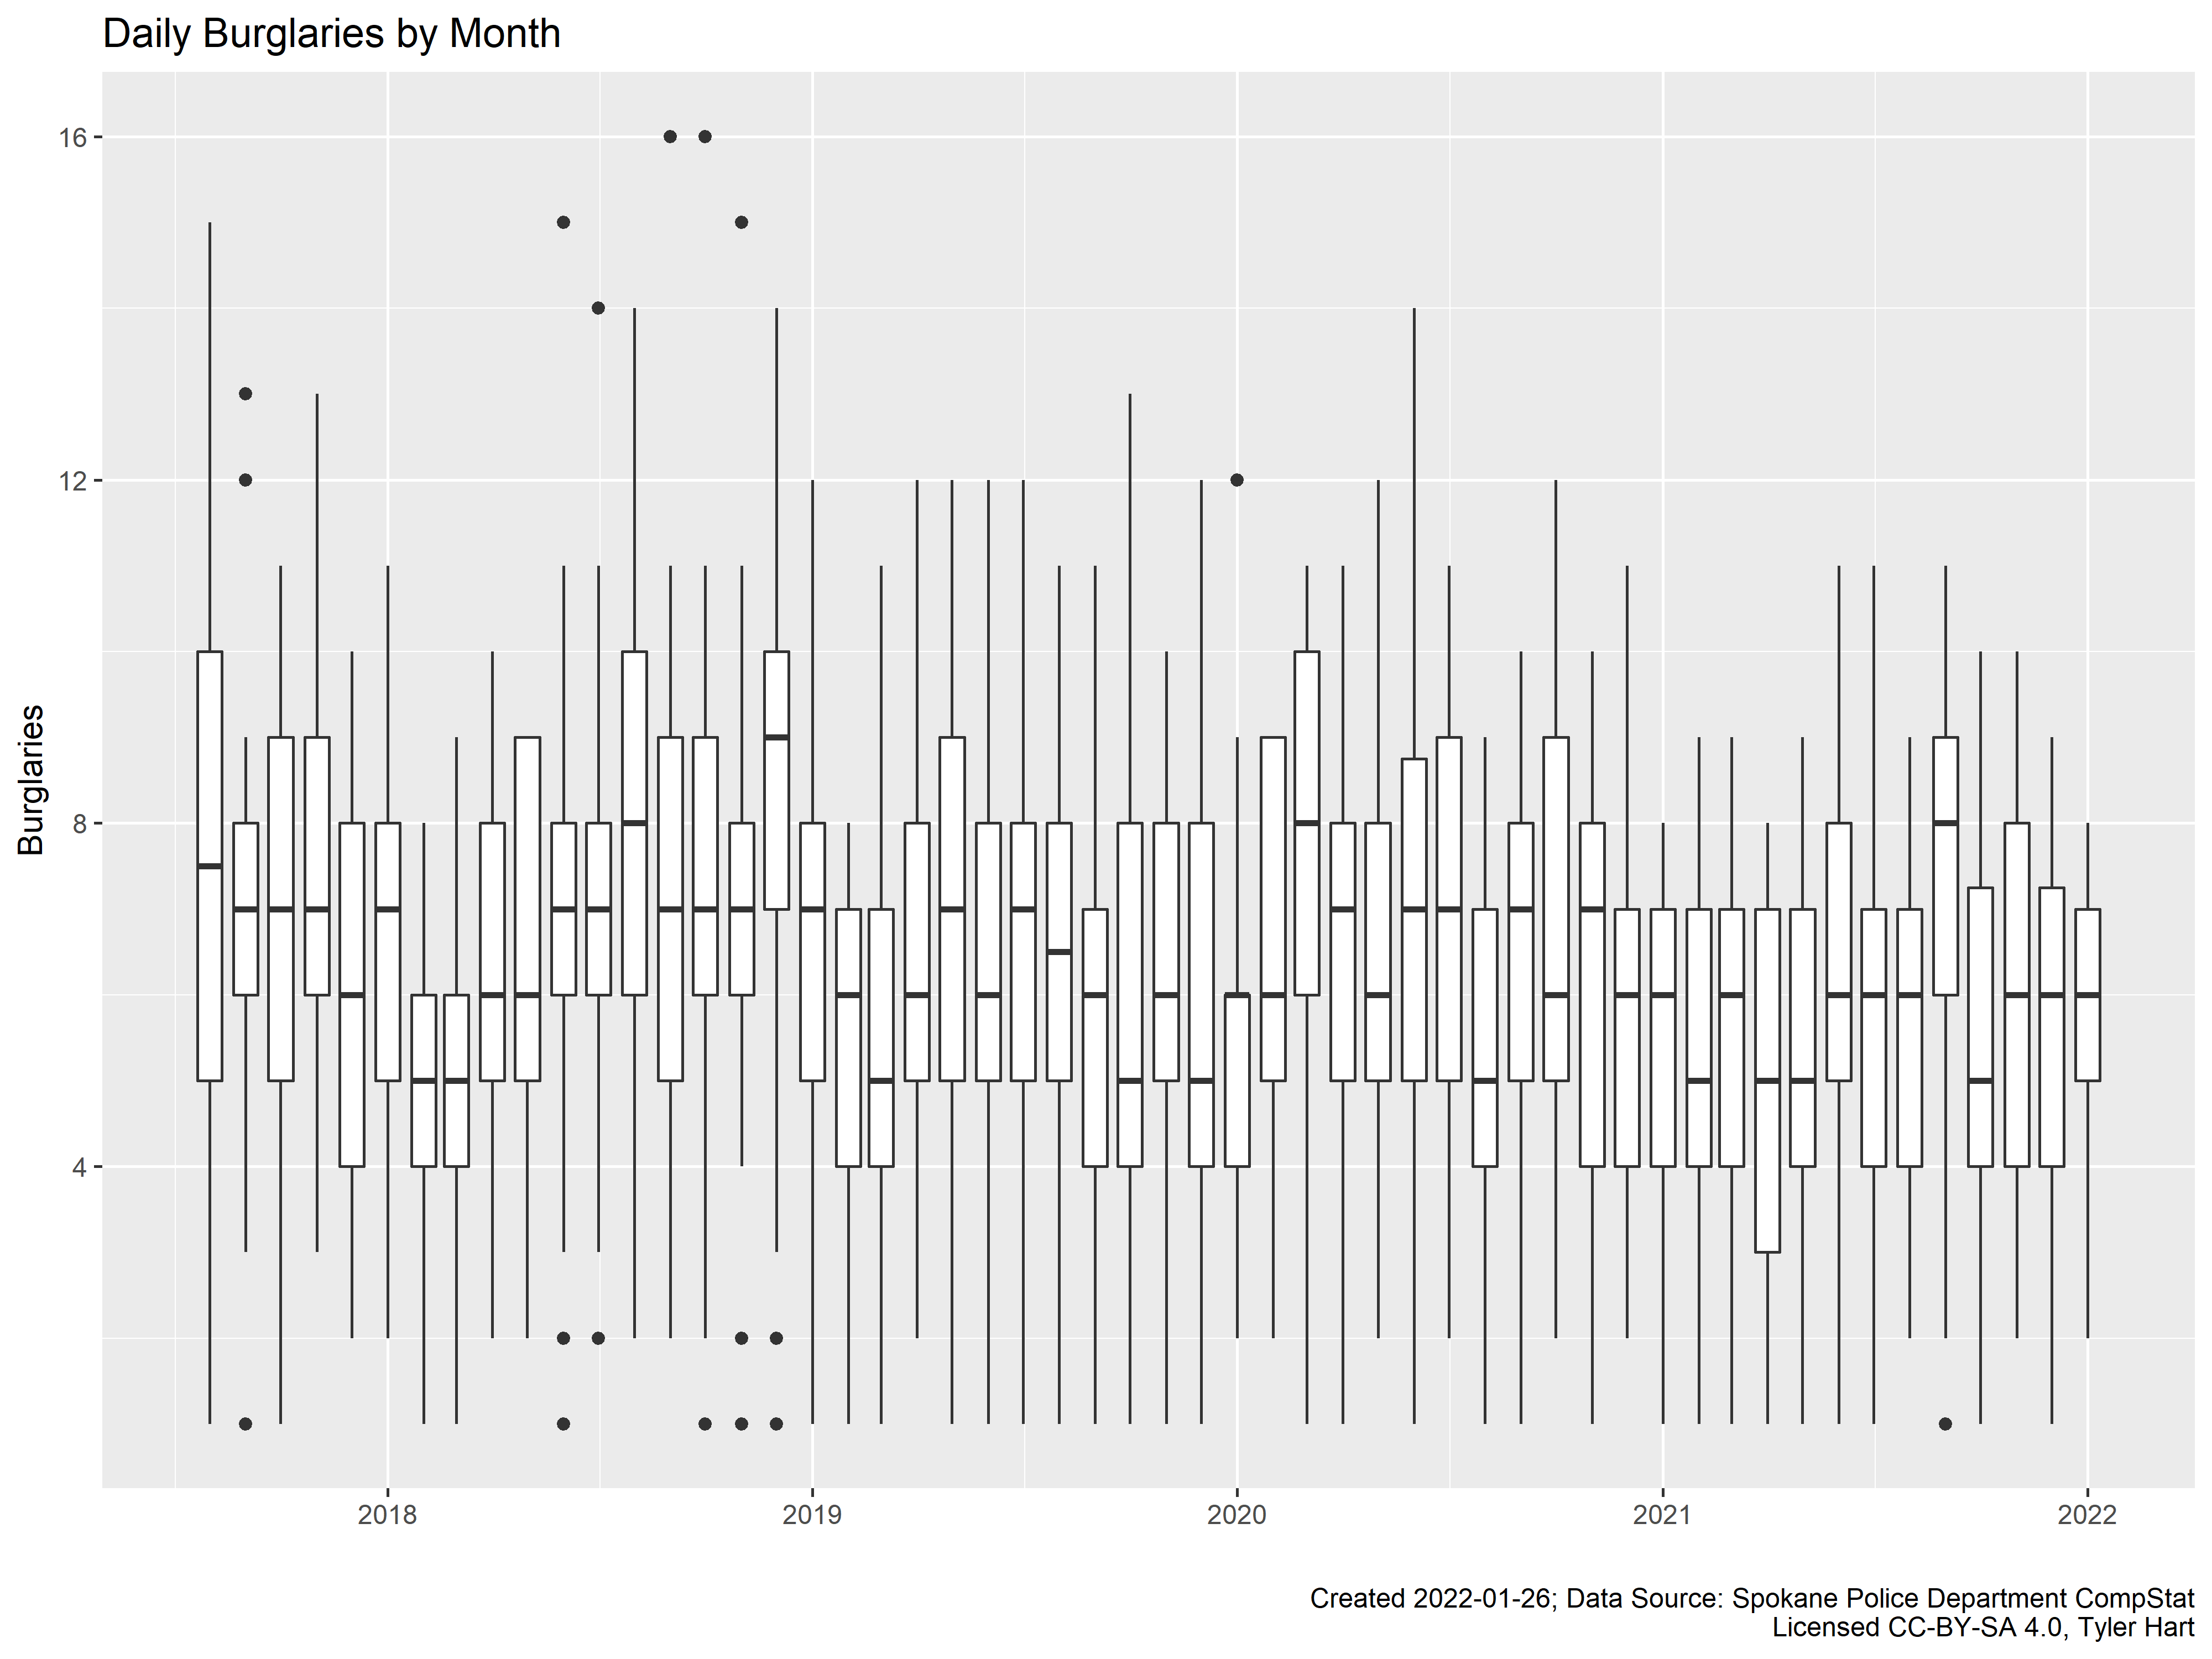 Daily Burglaries by Month
16
12
8
4
Burglaries
2018 2019 2020 2021 2022
Created 2022-01-26; Data Source: Spokane Police Department CompStat
Licensed CC-BY-SA 4.0, Tyler Hart